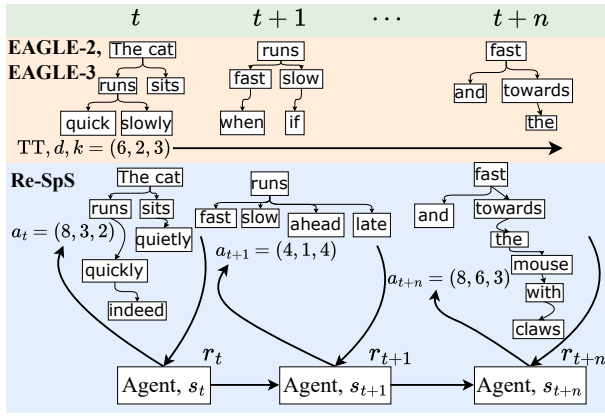 t t + 1 ⋯ t + n
EAGLE-2, The cat runs fast
EAGLE-3 runs sits fast slow and towards
quick slowly when if the
TT, d, k = (6, 2, 3)
Re-SpS The cat runs fast
runs sits fast slow ahead late and towards
a_t = (8, 3, 2) quietly a_{t+1} = (4, 1, 4) the
quickly a_{t+n} = (8, 6, 3) mouse
indeed with
claws
r_t r_{t+1} r_{t+n}
Agent, s_t Agent, s_{t+1} Agent, s_{t+n}